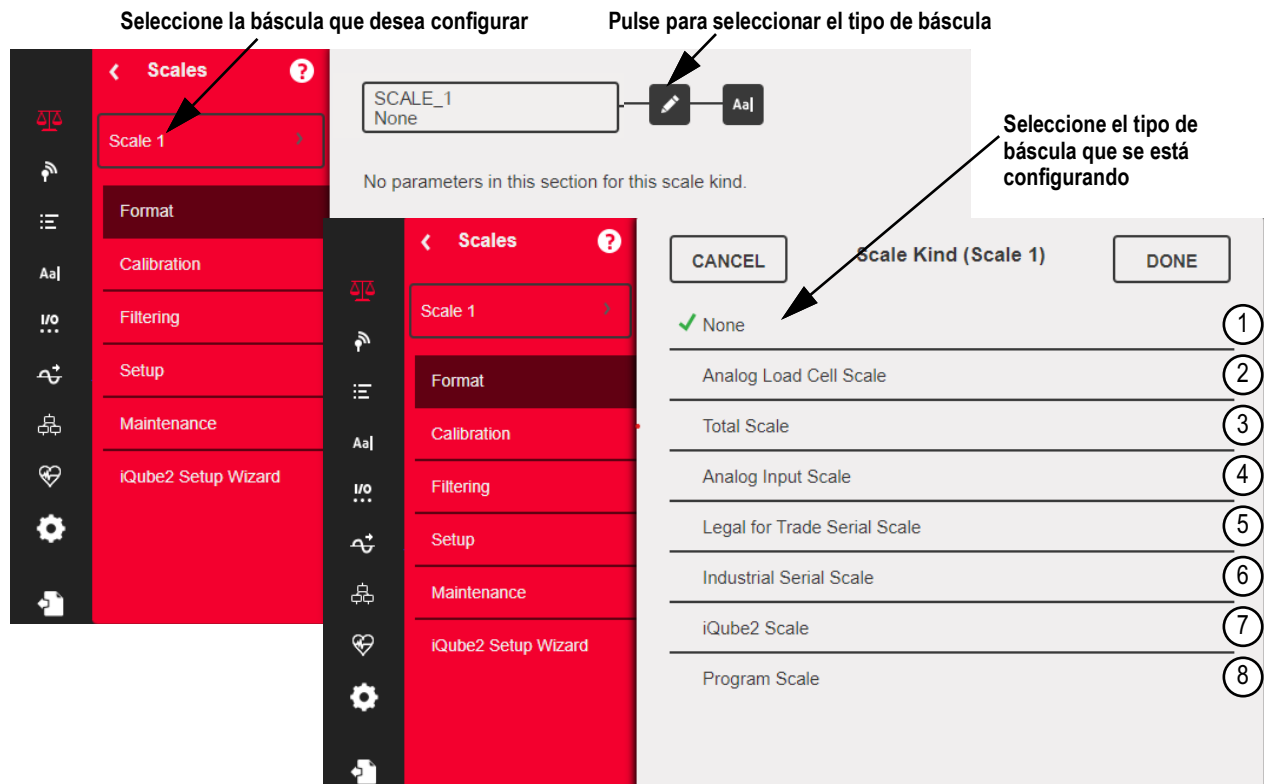 Seleccione la báscula que desea configurar
Pulse para seleccionar el tipo de báscula
Scales
?
Scale 1
Format
Calibration
Filtering
Setup
Maintenance
iQube2 Setup Wizard
Aa
I/O
SCALE_1
None
Aa
No parameters in this section for this scale kind.
Seleccione el tipo de
báscula que se está
configurando
Scales
?
Scale 1
Format
Calibration
Filtering
Setup
Maintenance
iQube2 Setup Wizard
Aa
I/O
CANCEL
Scale Kind (Scale 1)
DONE
None
1
Analog Load Cell Scale
2
Total Scale
3
Analog Input Scale
4
Legal for Trade Serial Scale
5
Industrial Serial Scale
6
iQube2 Scale
7
Program Scale
8